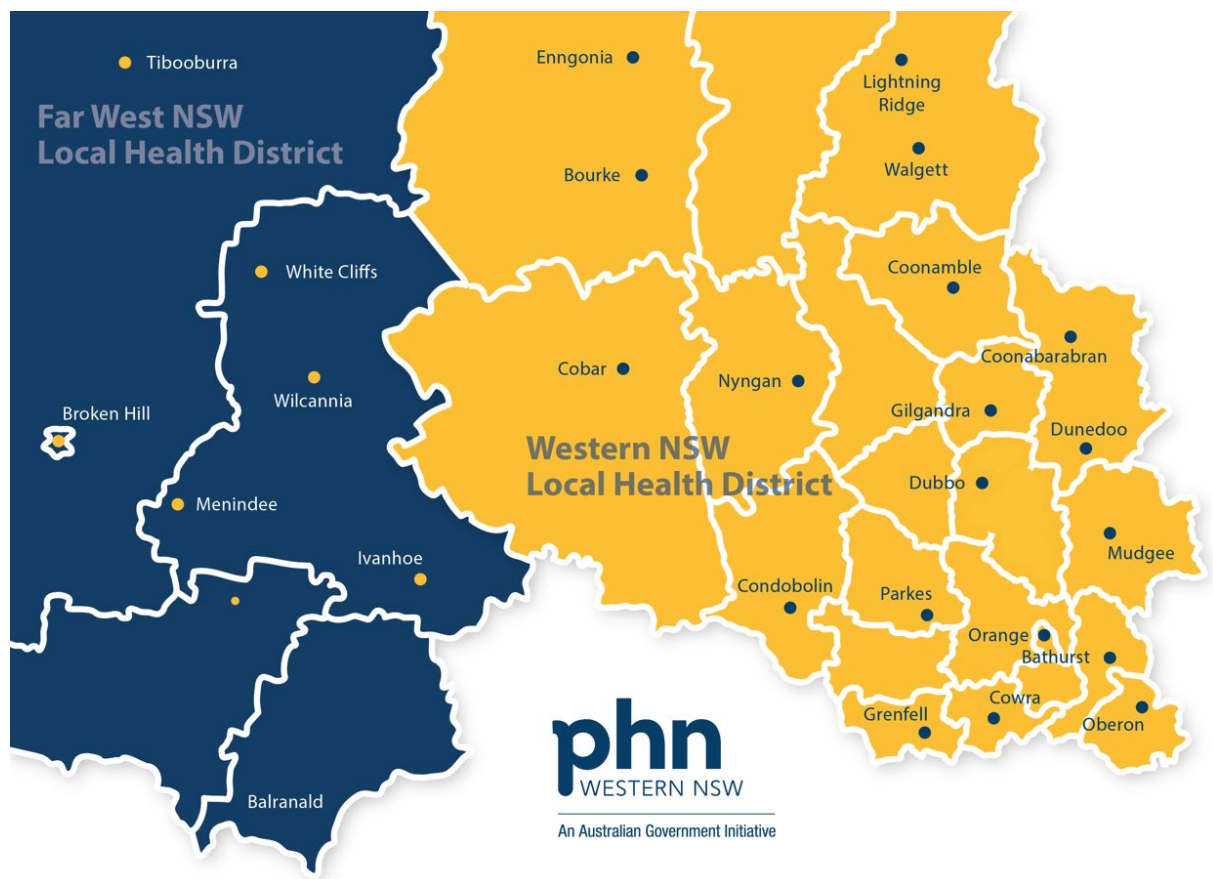 Tibooburra
Far West NSW
Local Health District
Enngonia
Lightning
Ridge
Bourke
Walgett
White Cliffs
Coonamble
Wilcannia
Cobar
Nyngan
Coonabarabran
Broken Hill
Gilgandra
Dunedoo
Western NSW
Local Health District
Menindee
Dubbo
Mudgee
Ivanhoe
Condobolin
Parkes
Orange
Bathurst
Cowra
Grenfell
Oberon
phn
WESTERN NSW
An Australian Government Initiative
Balranald